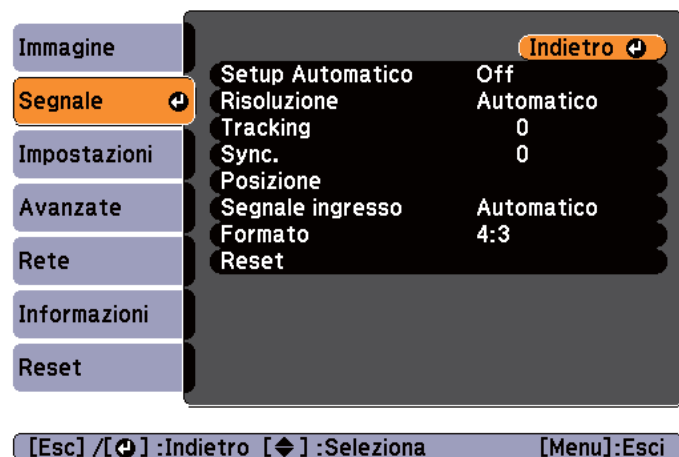 Immagine
Segnale
Impostazioni
Avanzate
Rete
Informazioni
Reset
Indietro
Setup Automatico Off
Risoluzione Automatico
Tracking 0
Sync. 0
Posizione
Segnale ingresso Automatico
Formato 4:3
Reset
[Esc] /[ ] :Indietro [ ] :Seleziona [Menu]:Esci